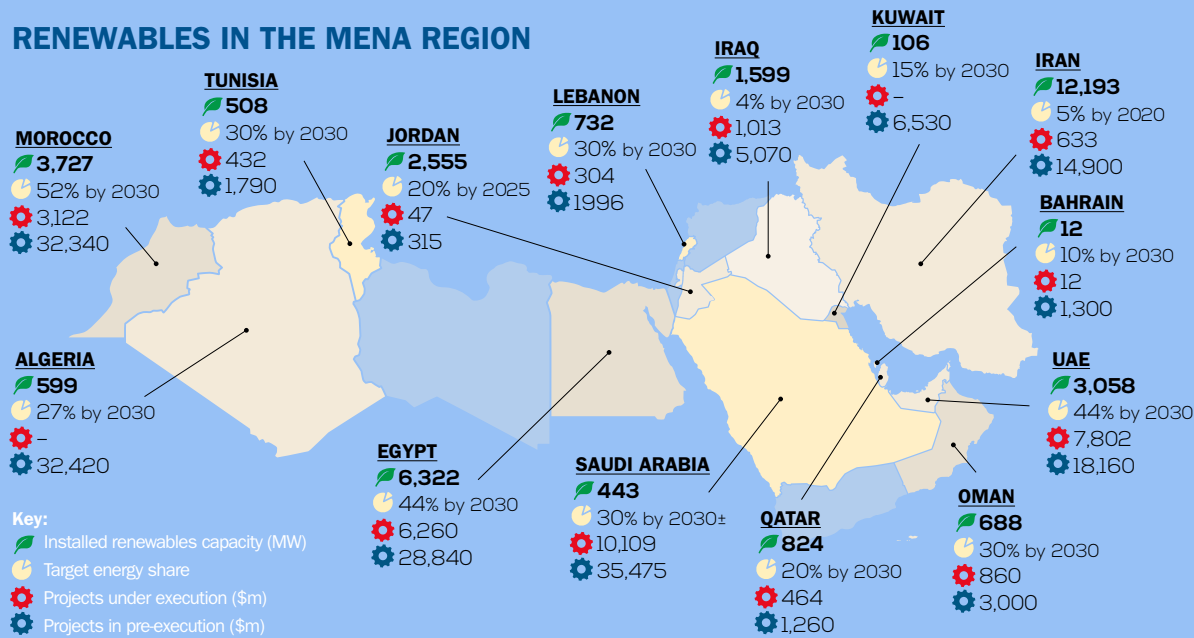 RENEWABLES IN THE MENA REGION
MOROCCO
3,727
52% by 2030
3,122
32,340
TUNISIA
508
30% by 2030
432
1,790
JORDAN
2,555
20% by 2025
47
315
LEBANON
732
30% by 2030
304
1996
IRAQ
1,599
4% by 2030
1,013
5,070
KUWAIT
106
15% by 2030
–
6,530
IRAN
12,193
5% by 2020
633
14,900
BAHRAIN
12
10% by 2030
12
1,300
ALGERIA
599
27% by 2030
–
32,420
EGYPT
6,322
44% by 2030
6,260
28,840
SAUDI ARABIA
443
30% by 2030±
10,109
35,475
QATAR
824
20% by 2030
464
1,260
OMAN
688
30% by 2030
860
3,000
UAE
3,058
44% by 2030
7,802
18,160
Key:
Installed renewables capacity (MW)
Target energy share
Projects under execution ($m)
Projects in pre-execution ($m)